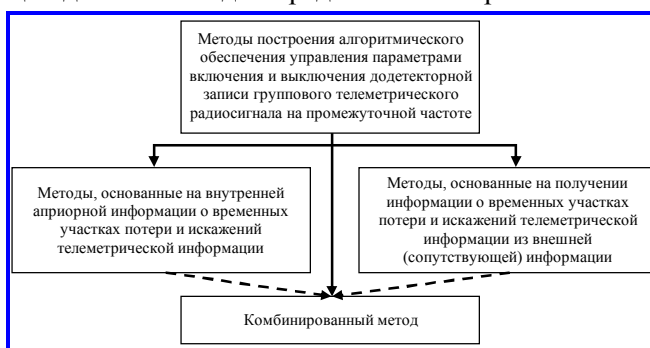 Методы построения алгоритмического
обеспечения управления параметрами
включения и выключения додетекторной
записи группового телеметрического
радиосигнала на промежуточной частоте
Методы, основанные на внутренней
априорной информации о временных
участках потери и искажений
телеметрической информации
Методы, основанные на получении
информации о временных участках
потери и искажений телеметрической
информации из внешней
(сопутствующей) информации
Комбинированный метод